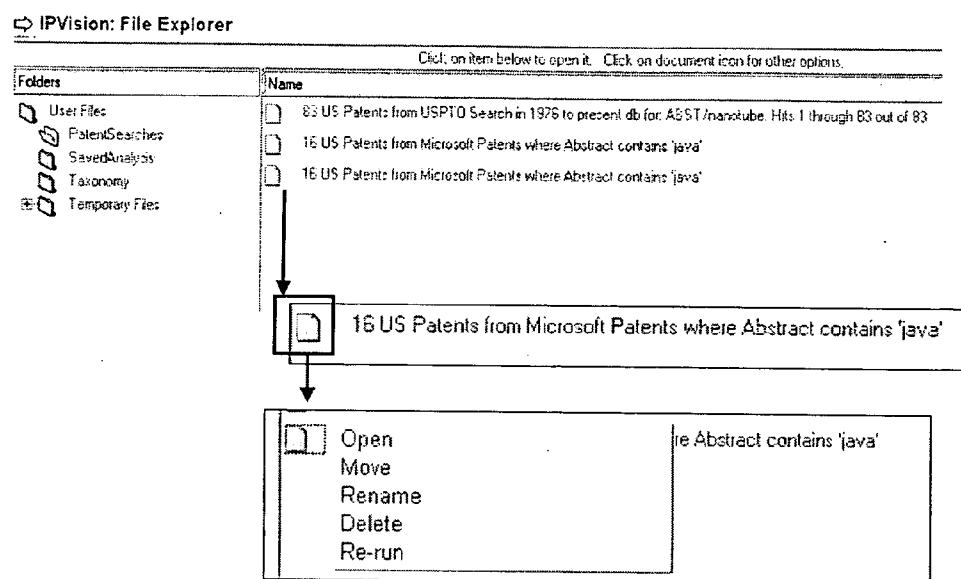 ⇨ IPVision: File Explorer
Click on item below to open it. Click on document icon for other options.
Folders
Name
User Files
PatentSearches
SavedAnalysis
Taxonomy
Temporary Files
83 US Patents from USPTO Search in 1976 to present db for: ABST/nanotube. Hits 1 through 83 out of 83
16 US Patents from Microsoft Patents where Abstract contains 'java'
16 US Patents from Microsoft Patents where Abstract contains 'java'
16 US Patents from Microsoft Patents where Abstract contains 'java'
Open
re Abstract contains 'java'
Move
Rename
Delete
Re-run